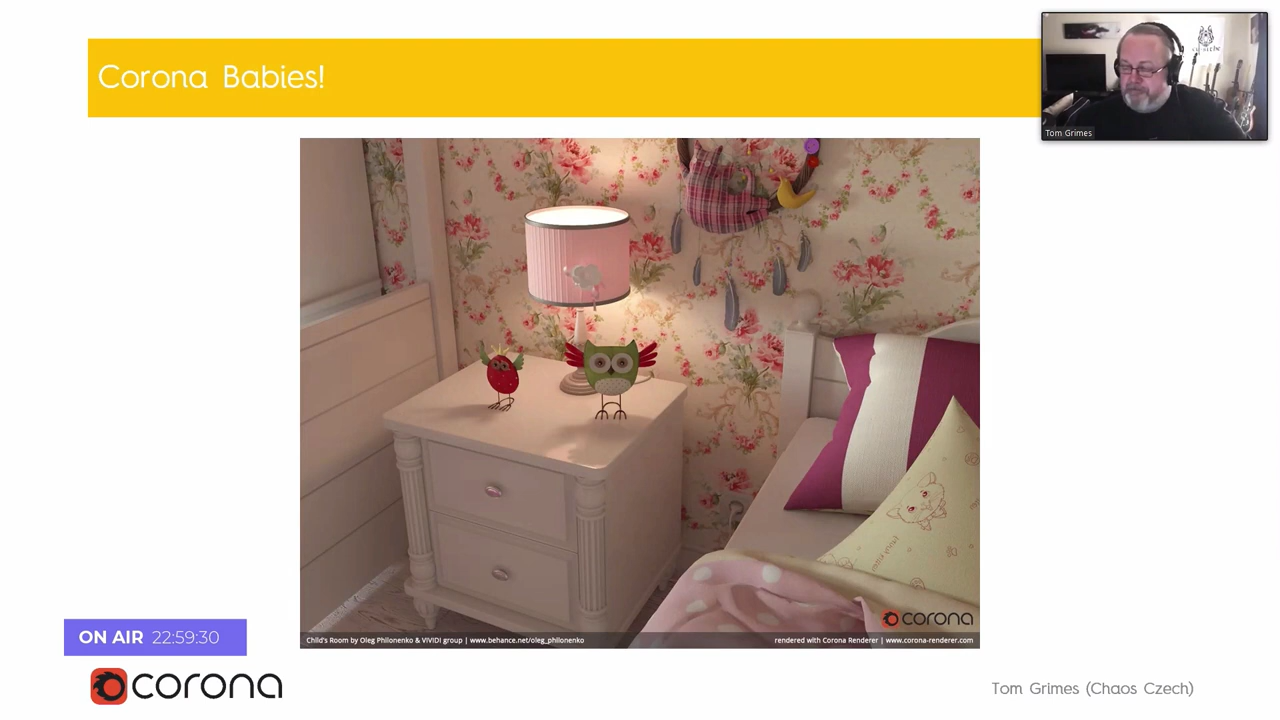 Corona Babies!
Tom Grimes
corona
Child's Room by Oleg Philonenko & VIVIDI group | www.behance.net/oleg_philonenko
rendered with Corona Renderer | www.corona-renderer.com
ON AIR 22:59:30
corona
Tom Grimes (Chaos Czech)